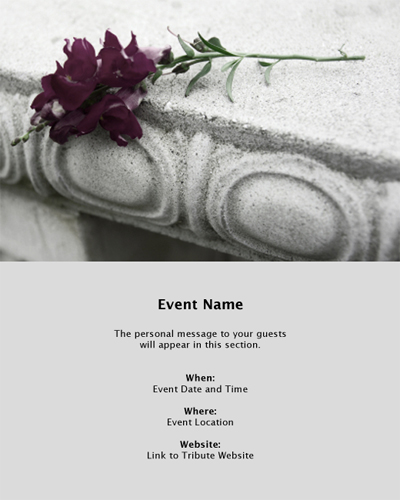 Event Name
The personal message to your guests
will appear in this section.
When:
Event Date and Time
Where:
Event Location
Website:
Link to Tribute Website